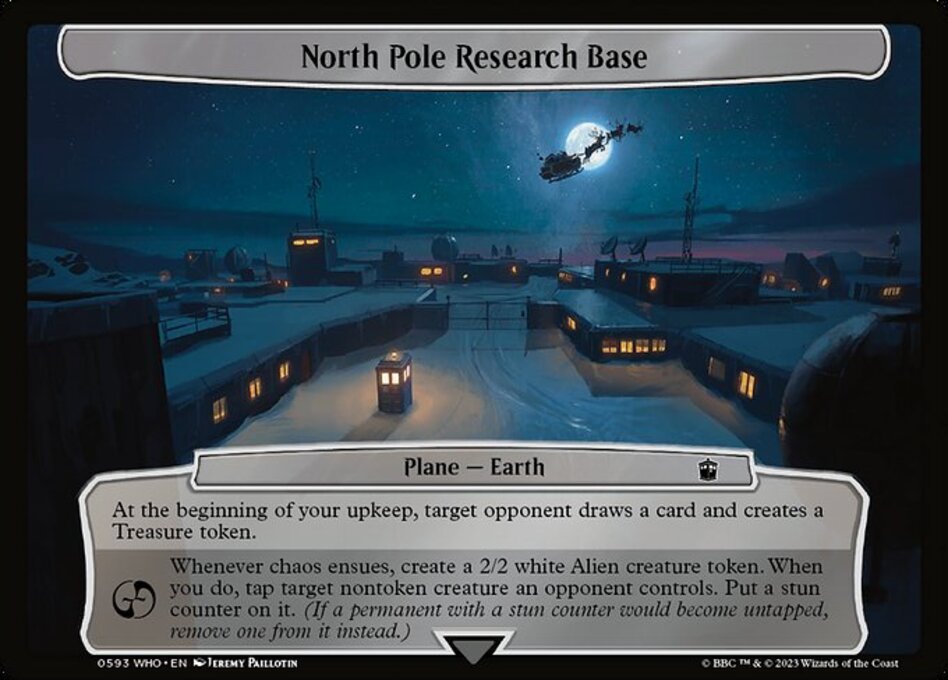 North Pole Research Base
Plane — Earth
At the beginning of your upkeep, target opponent draws a card and creates a
Treasure token.
Whenever chaos ensues, create a 2/2 white Alien creature token. When
you do, tap target nontoken creature an opponent controls. Put a stun
counter on it. (If a permanent with a stun counter would become untapped,
remove one from it instead.)
0593 WHO • EN Jeremy Paillotin
© BBC ™ & © 2023 Wizards of the Coast